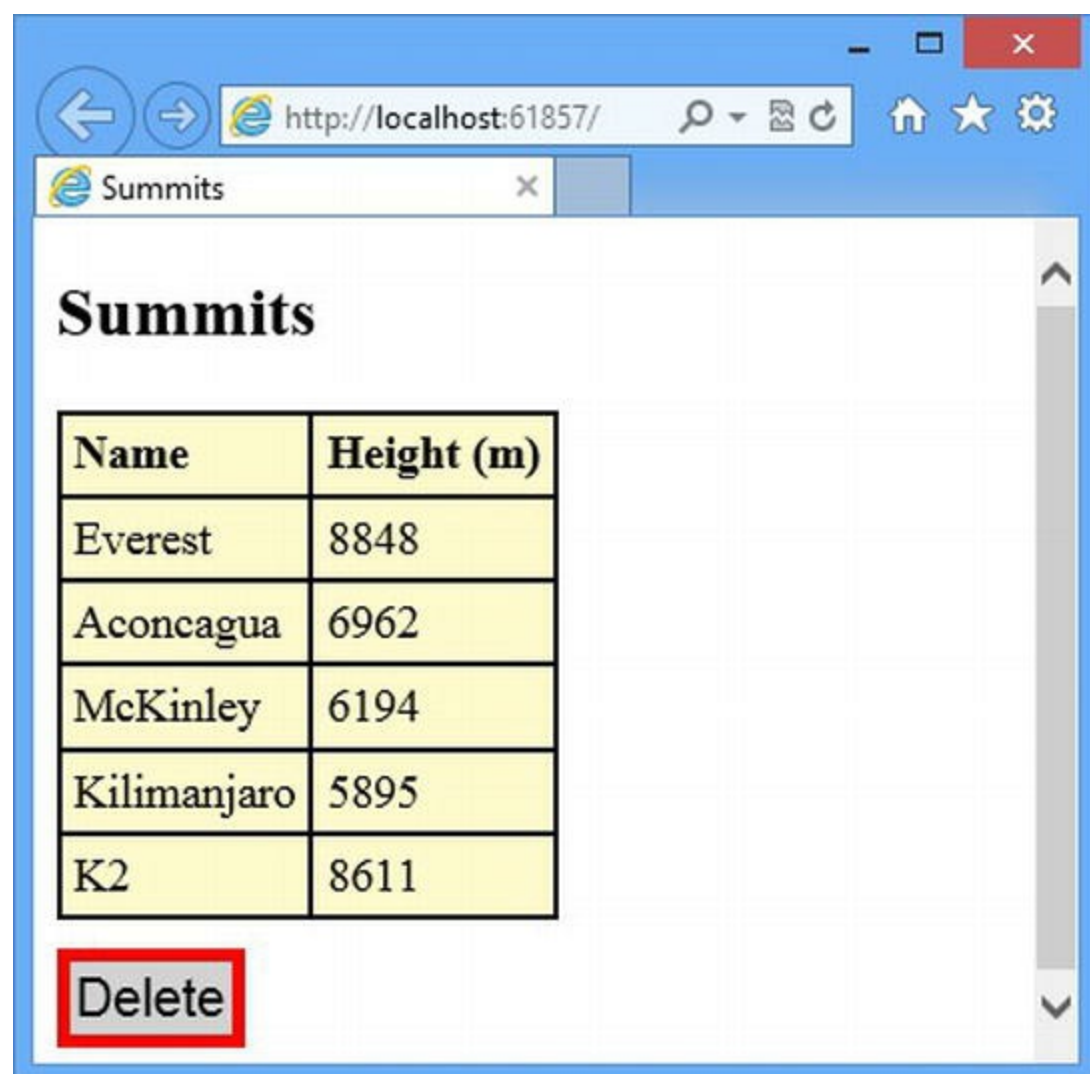 http://localhost:61857/
Summits
Summits
Name Height (m)
Everest 8848
Aconcagua 6962
McKinley 6194
Kilimanjaro 5895
K2 8611
Delete